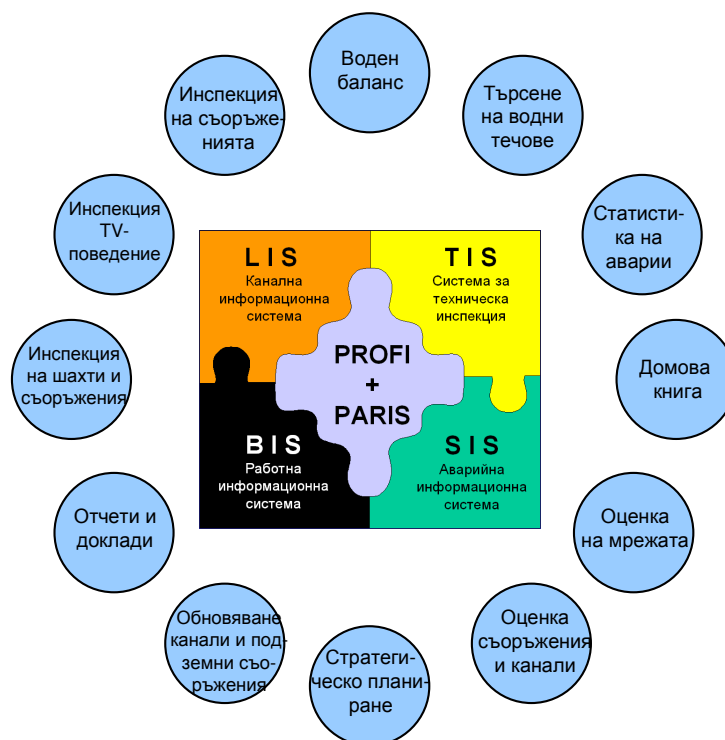 Воден
баланс
Търсене
на водни
течове
Статисти-
ка на
аварии
Домова
книга
Оценка
на мрежата
Оценка
съоръжения
и канали
Стратеги-
ческо плани-
ране
Обновяване
канали и под-
земни съо-
ръжения
Отчети и
доклади
Инспекция
на шахти и
съоръжения
Инспекция
TV-
поведение
Инспекция
на съоръже-
нията
L I S
Канална
информационна
система
T I S
Система за
техническа
инспекция
PROFI
+
PARIS
B I S
Работна
информационна
система
S I S
Аварийна
информационна
система